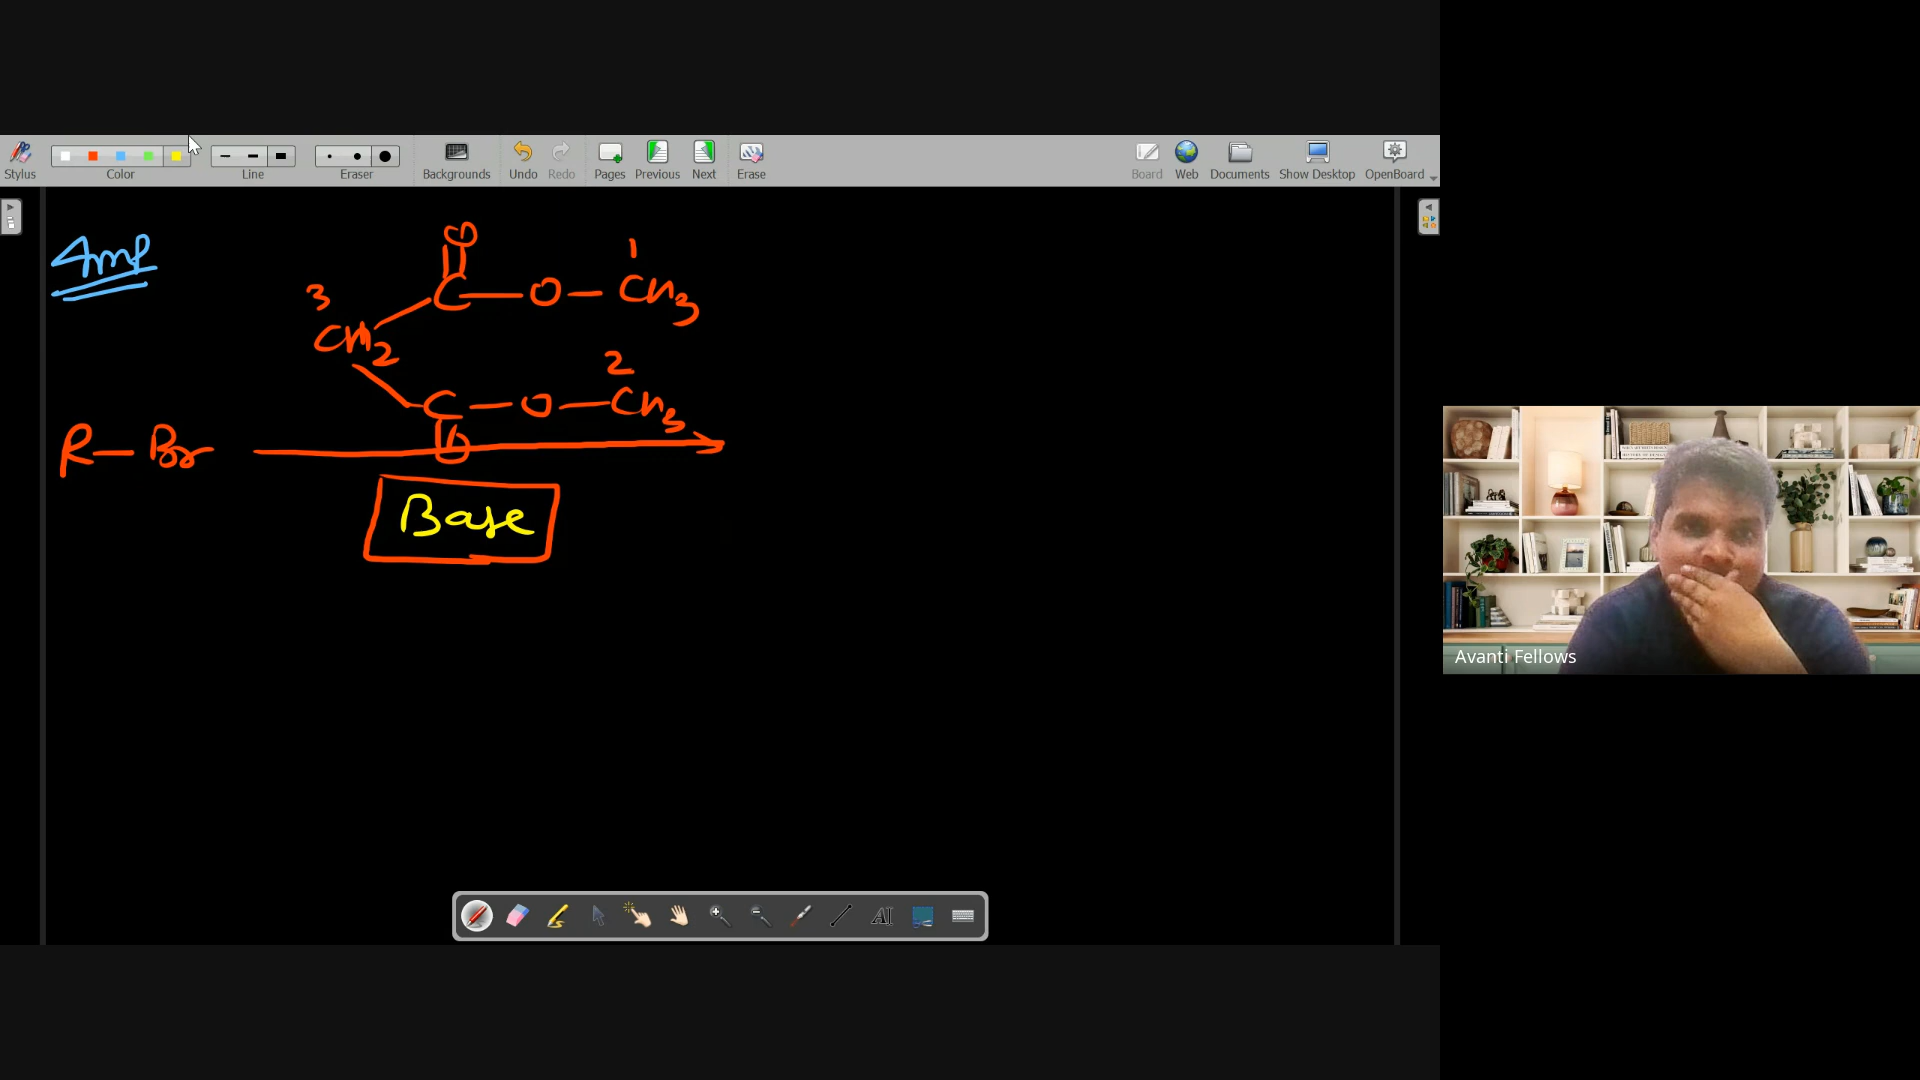 Stylus Color Line Eraser Backgrounds Undo Redo Pages Previous Next Erase Board Web Documents Show Desktop OpenBoard
Imp
O
1
C — O — CH3
3
CH2
2
C — O — CH3
O
R — Br
Base
Avanti Fellows